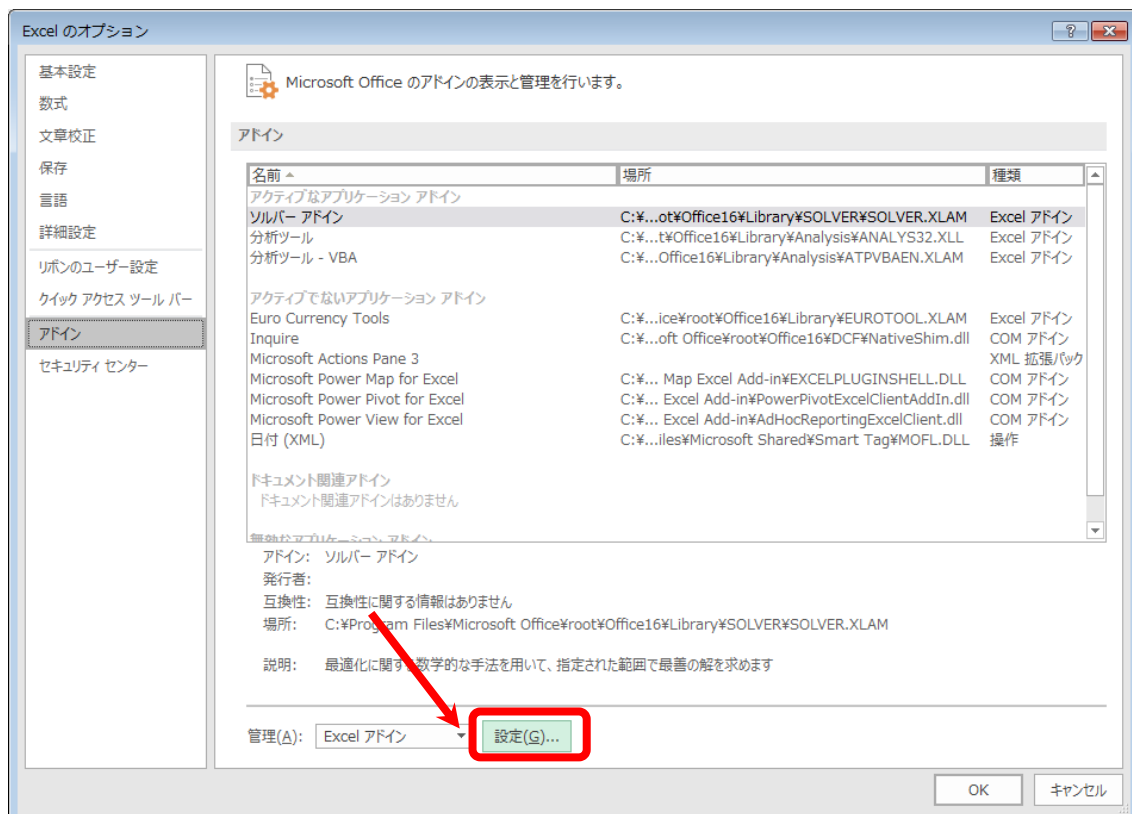 Excel のオプション
基本設定
数式
文章校正
保存
言語
詳細設定
リボンのユーザー設定
クイック アクセス ツール バー
アドイン
セキュリティ センター
Microsoft Office のアドインの表示と管理を行います。
アドイン
名前 場所 種類
アクティブなアプリケーション アドイン
ソルバー アドイン C:¥...ot¥Office16¥Library¥SOLVER¥SOLVER.XLAM Excel アドイン
分析ツール C:¥...t¥Office16¥Library¥Analysis¥ANALYS32.XLL Excel アドイン
分析ツール - VBA C:¥...Office16¥Library¥Analysis¥ATPVBAEN.XLAM Excel アドイン
アクティブでないアプリケーション アドイン
Euro Currency Tools C:¥...ice¥root¥Office16¥Library¥EUROTOOL.XLAM Excel アドイン
Inquire C:¥...oft Office¥root¥Office16¥DCF¥NativeShim.dll COM アドイン
Microsoft Actions Pane 3 XML 拡張パック
Microsoft Power Map for Excel C:¥... Map Excel Add-in¥EXCELPLUGINSHELL.DLL COM アドイン
Microsoft Power Pivot for Excel C:¥... Excel Add-in¥PowerPivotExcelClientAddIn.dll COM アドイン
Microsoft Power View for Excel C:¥... Excel Add-in¥AdHocReportingExcelClient.dll COM アドイン
日付 (XML) C:¥...iles¥Microsoft Shared¥Smart Tag¥MOFL.DLL 操作
ドキュメント関連アドイン
ドキュメント関連アドインはありません
無効なアプリケーション アドイン
アドイン: ソルバー アドイン
発行者:
互換性: 互換性に関する情報はありません
場所: C:¥Program Files¥Microsoft Office¥root¥Office16¥Library¥SOLVER¥SOLVER.XLAM
説明: 最適化に関する数学的な手法を用いて、指定された範囲で最善の解を求めます
管理(A): Excel アドイン 設定(G)...
OK キャンセル